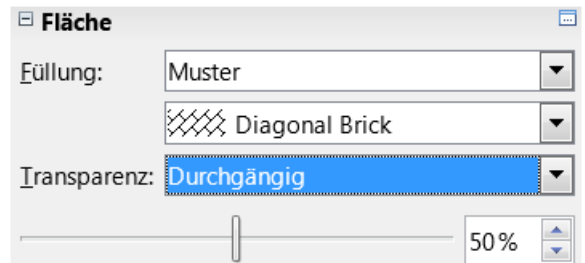 Fläche
Füllung: Muster
Diagonal Brick
Transparenz: Durchgängig
50%